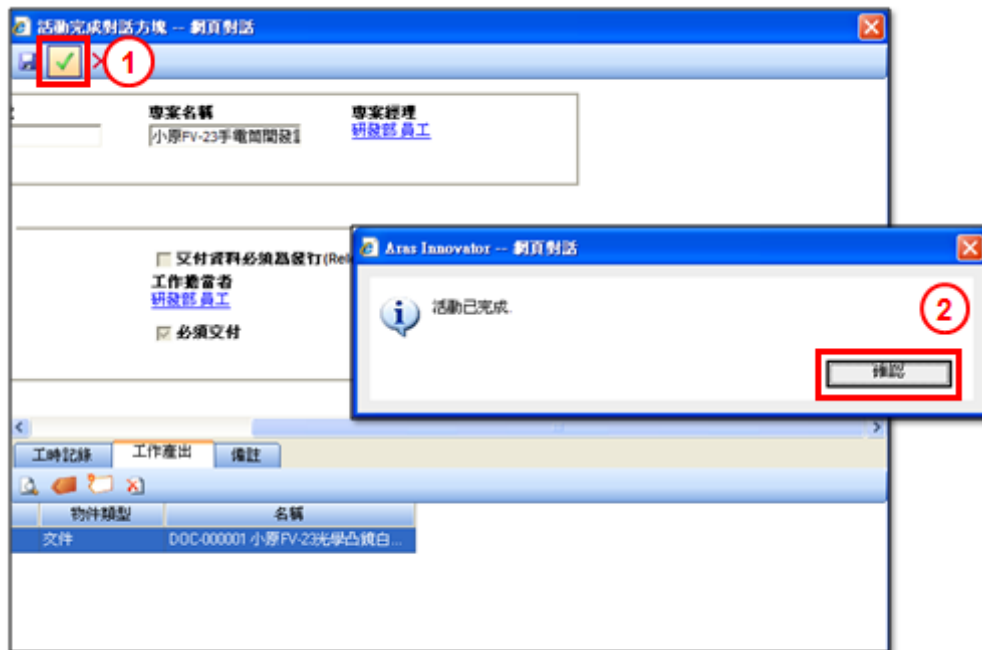 活動完成對話方塊 -- 網頁對話
1
專案名稱
專案經理
小原FV-23手電筒開發
研發部 員工
交付資料必須為發行(Rele
工作擔當者
研發部 員工
必須交付
Aras Innovator -- 網頁對話
活動已完成.
2
確認
工時記錄
工作產出
備註
物件類型
名稱
文件
DOC-000001 小原FV-23光學凸鏡白...